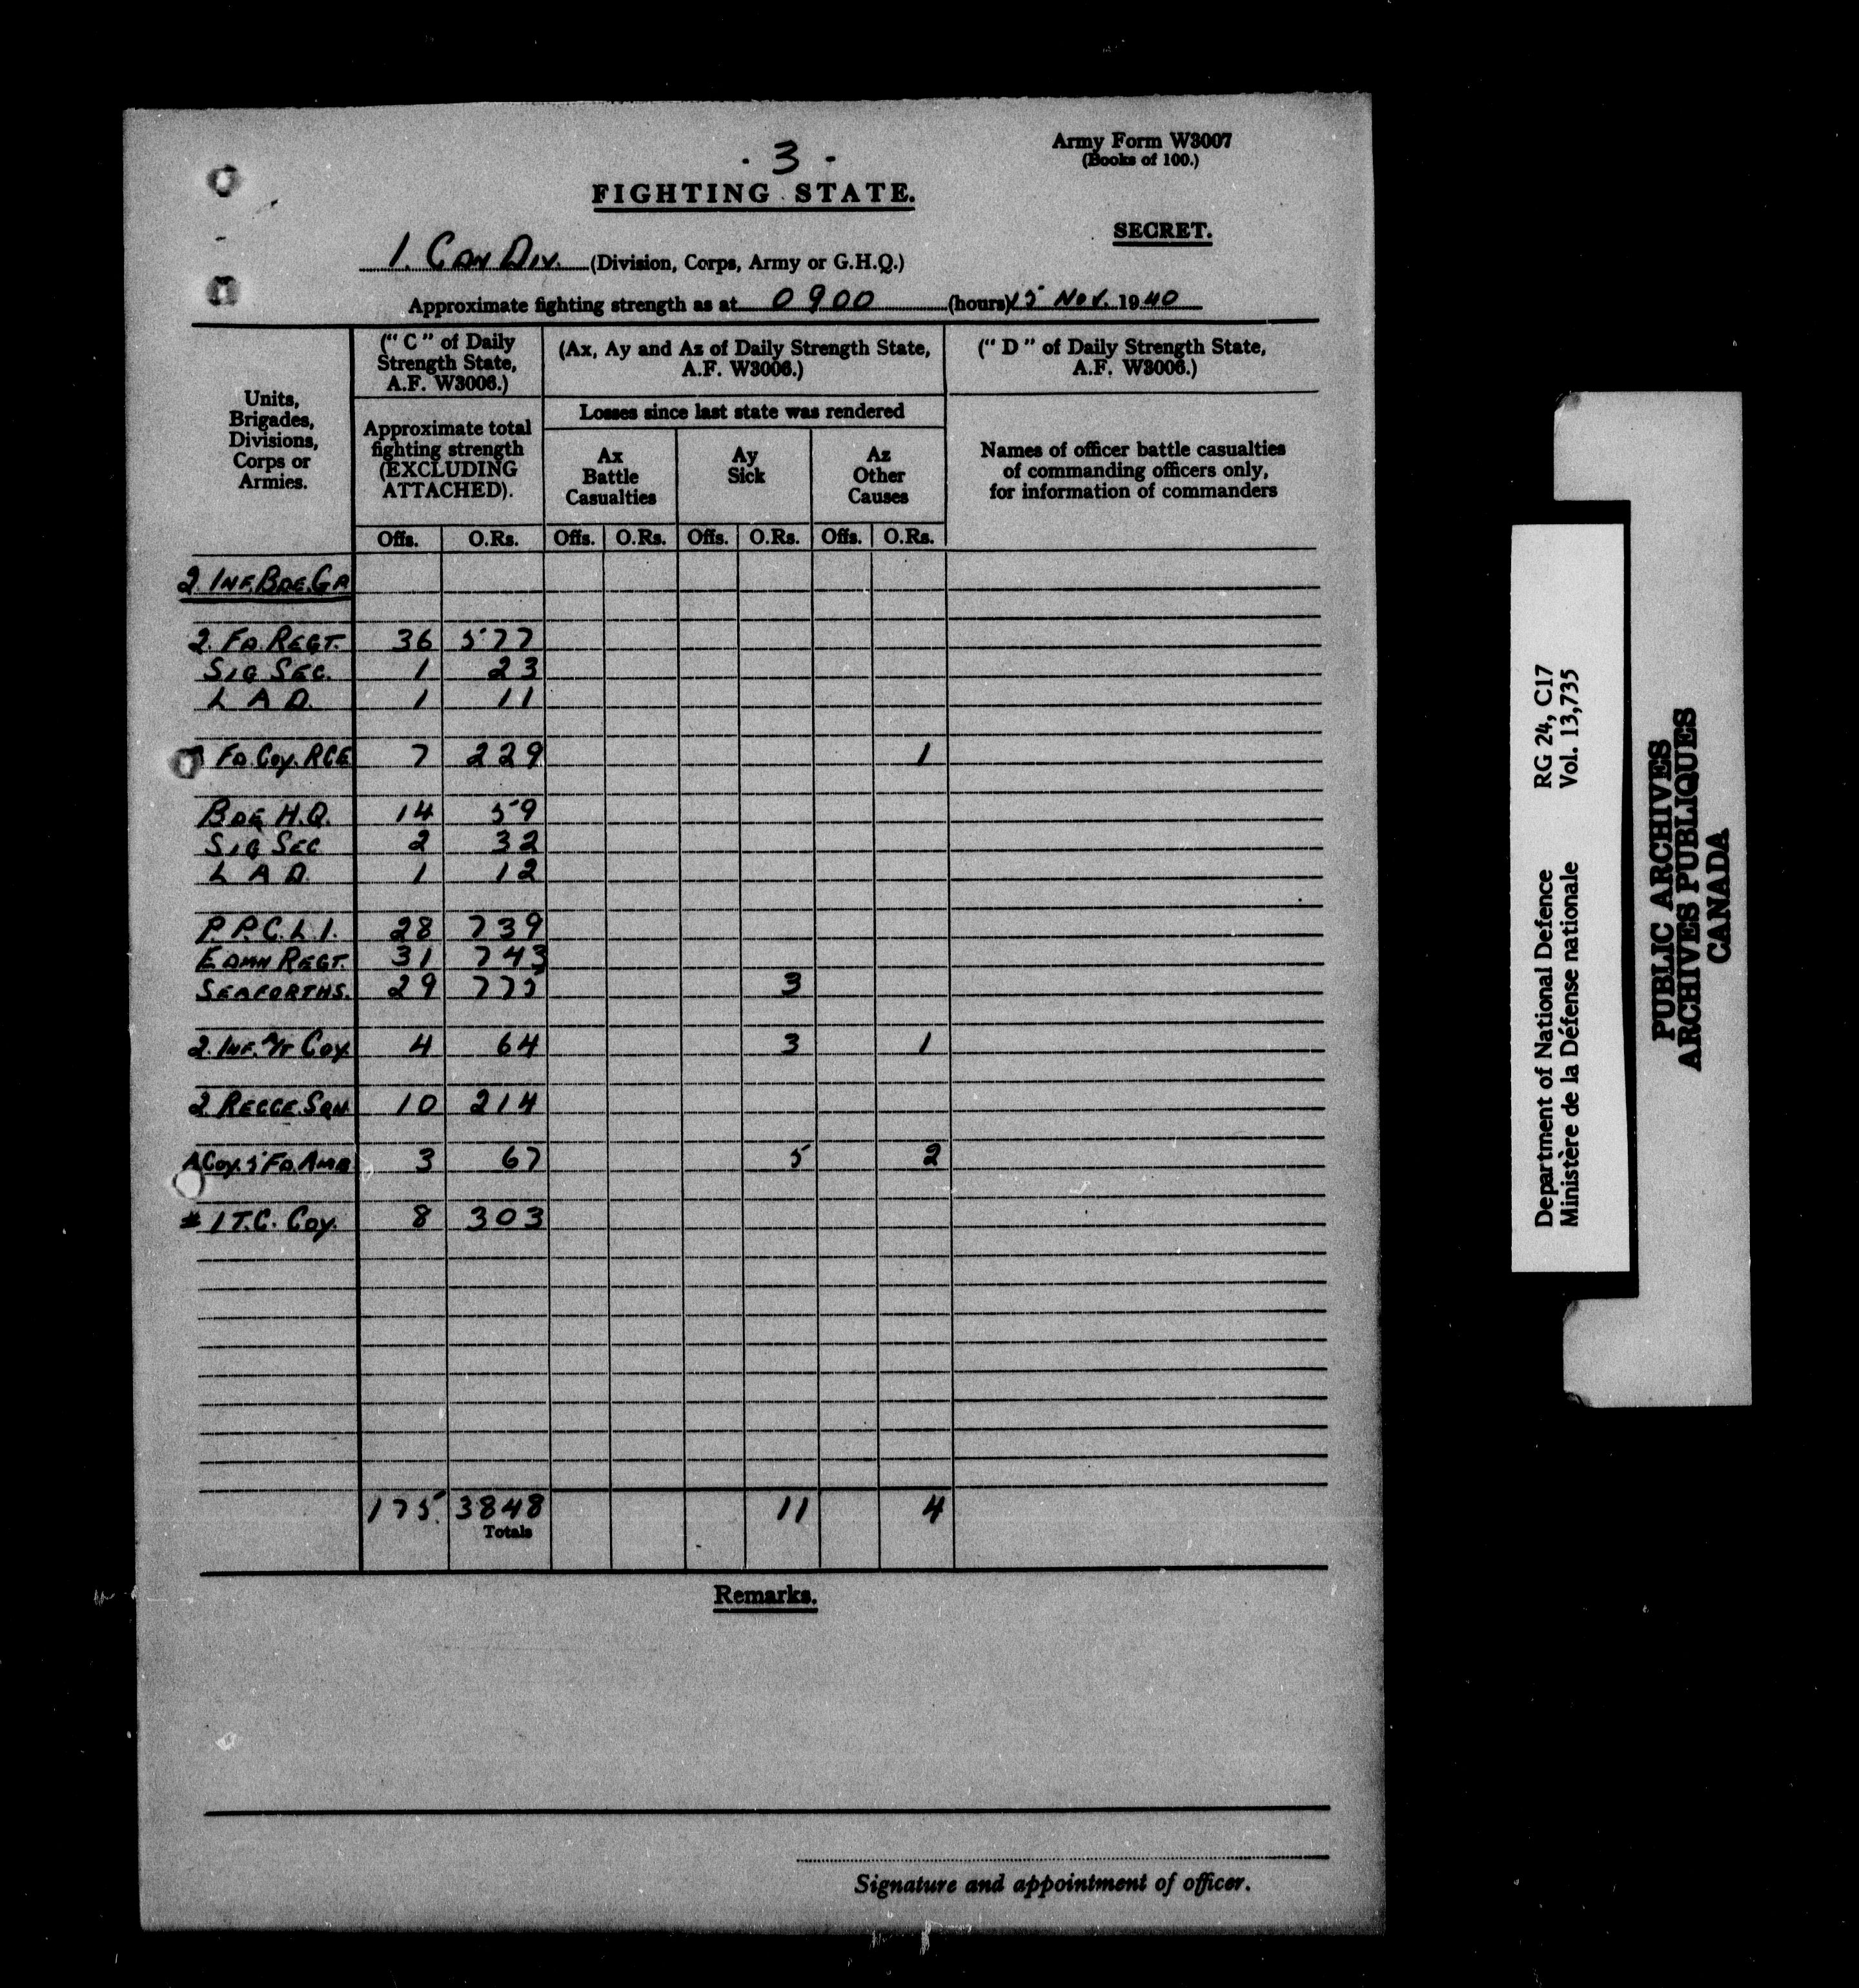 - 3 -
Army Form W3007
(Books of 100.)
FIGHTING STATE.
SECRET.
1. CAN DIV. (Division, Corps, Army or G.H.Q.)
Approximate fighting strength as at 0900 (hours) 15 Nov. 1940
Units, Brigades, Divisions, Corps or Armies.
("C" of Daily Strength State, A.F. W3006.)
(Ax, Ay and Az of Daily Strength State, A.F. W3006.)
("D" of Daily Strength State, A.F. W3006.)
Approximate total fighting strength (EXCLUDING ATTACHED).
Losses since last state was rendered
Ax Battle Casualties
Ay Sick
Az Other Causes
Names of officer battle casualties of commanding officers only, for information of commanders
Offs. O.Rs. Offs. O.Rs. Offs. O.Rs. Offs. O.Rs.
2. INF. BDE. GP
2. FD. REGT. 36 577
SIG SEC. 1 23
L A D. 1 11
FD. COY. RCE 7 229 1
BDE H.Q. 14 59
SIG SEC 2 32
L A D. 1 12
P.P.C.L.I. 28 739
EDMN REGT. 31 743
SEAFORTHS. 29 775 3
2. INF. A/T COY. 4 64 3 1
2 RECCE SQN. 10 214
A COY. 5 FD AMB 3 67 5 2
* 1 T.C. COY. 8 303
175. 3848 11 4
Totals
Remarks.
Signature and appointment of officer.
Department of National Defence RG 24, C17
Ministère de la Défense nationale Vol. 13,735
PUBLIC ARCHIVES
ARCHIVES PUBLIQUES
CANADA